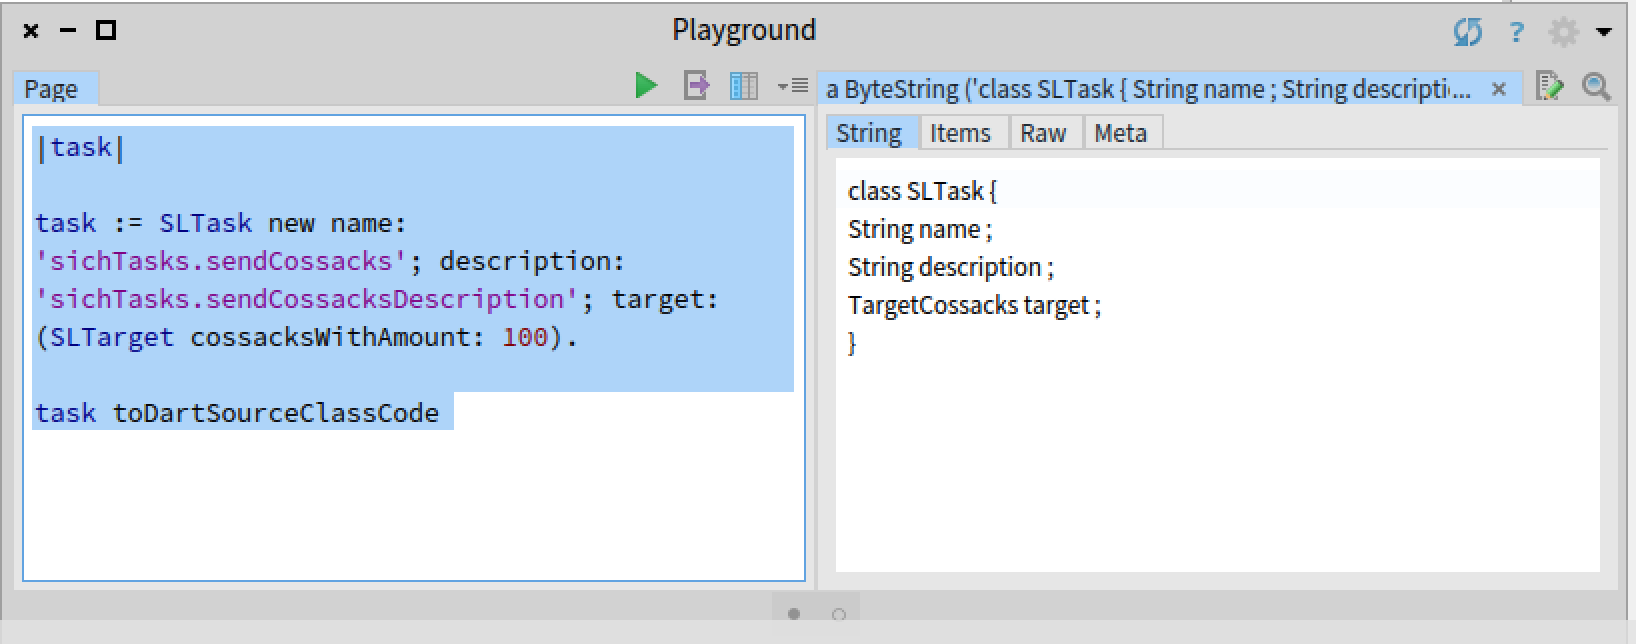 Playground
?
Page
|task|
task := SLTask new name:
'sichTasks.sendCossacks'; description:
'sichTasks.sendCossacksDescription'; target:
(SLTarget cossacksWithAmount: 100).
task toDartSourceClassCode
a ByteString ('class SLTask { String name ; String descripti...
String Items Raw Meta
class SLTask {
String name ;
String description ;
TargetCossacks target ;
}